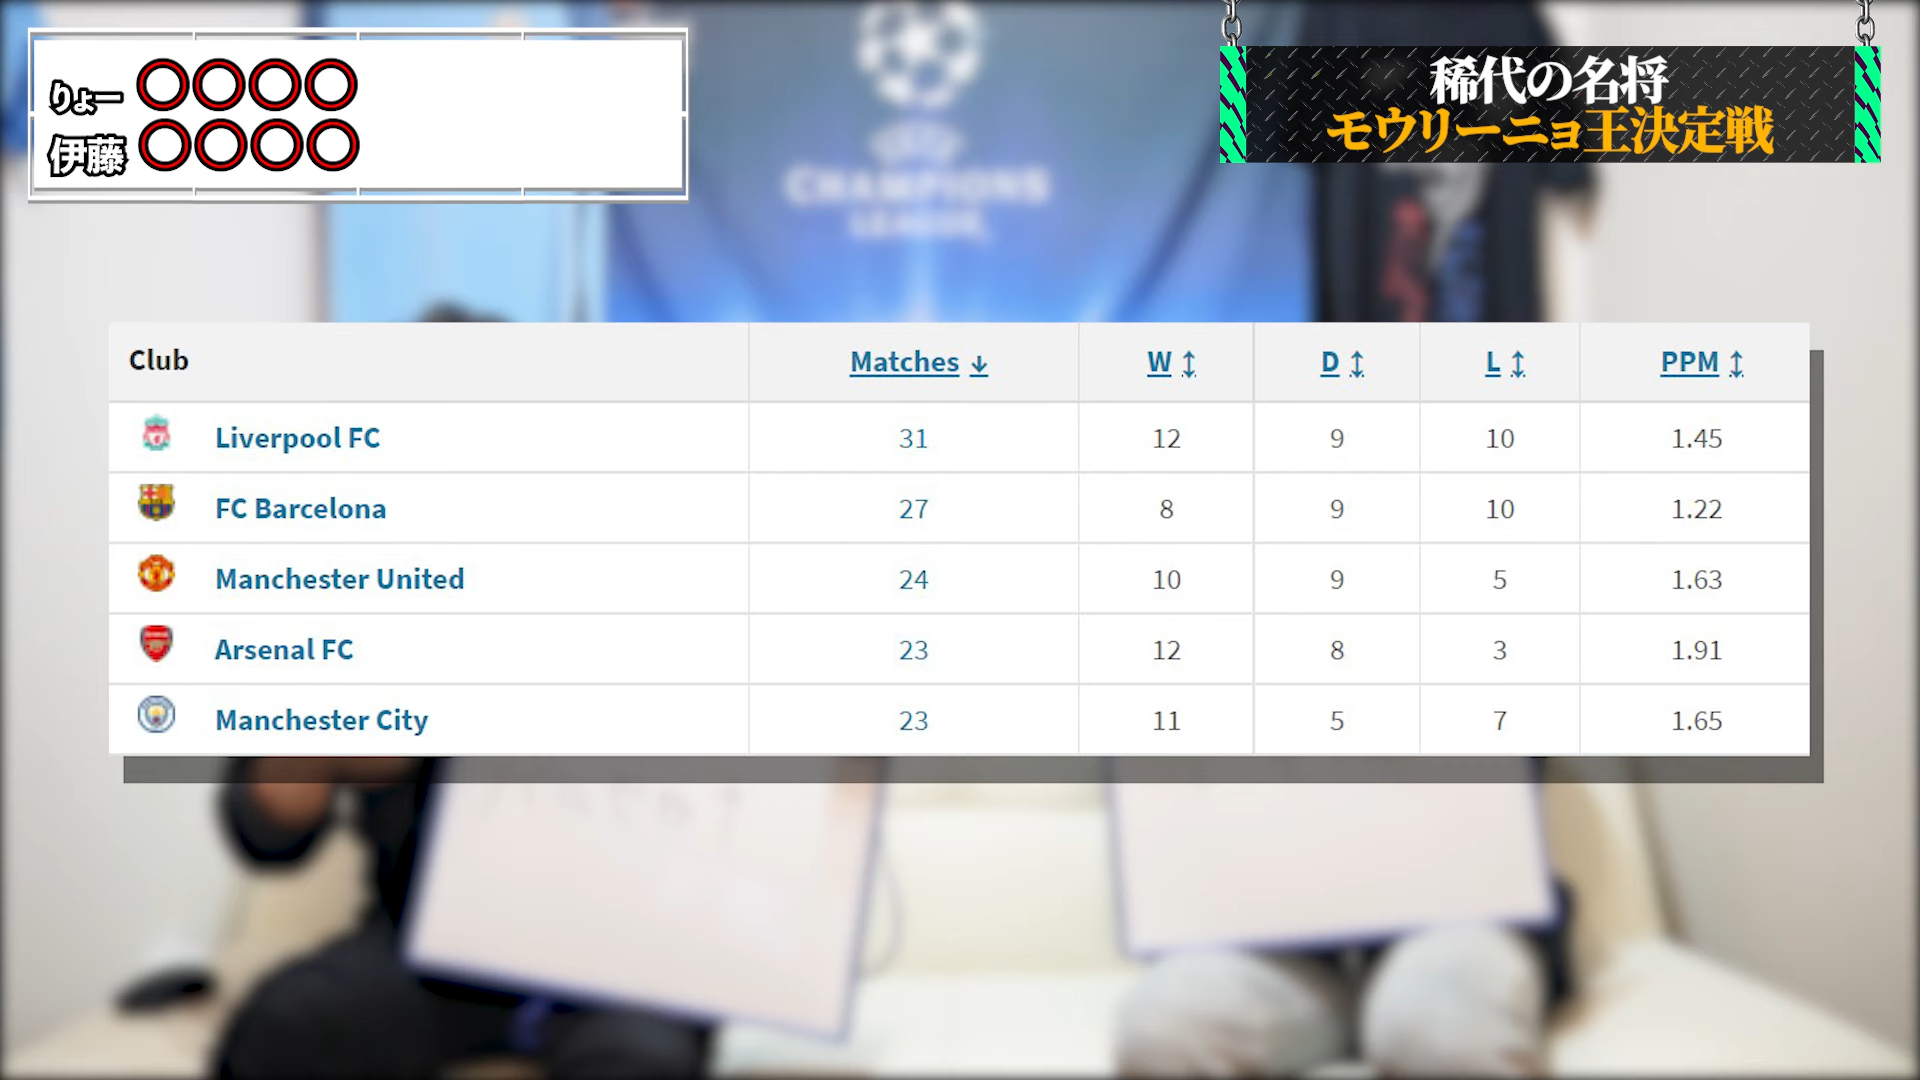 りょー
伊藤
稀代の名将
モウリーニョ王決定戦
CHAMPIONS
LEAGUE
Club Matches W D L PPM
Liverpool FC 31 12 9 10 1.45
FC Barcelona 27 8 9 10 1.22
Manchester United 24 10 9 5 1.63
Arsenal FC 23 12 8 3 1.91
Manchester City 23 11 5 7 1.65